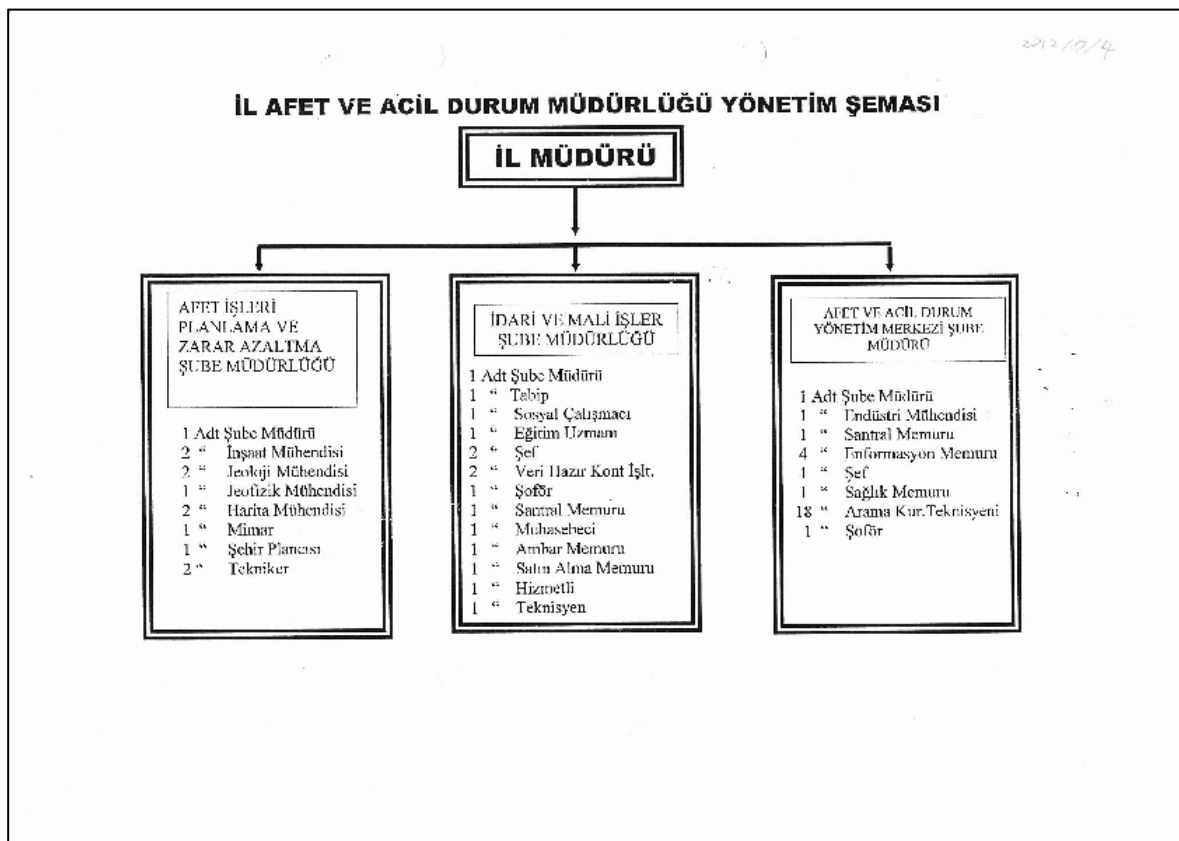 2012/10/4
İL AFET VE ACİL DURUM MÜDÜRLÜĞÜ YÖNETİM ŞEMASI
İL MÜDÜRÜ
AFET İŞLERİ
PLANLAMA VE
ZARAR AZALTMA
ŞUBE MÜDÜRLÜĞÜ
1 Adt Şube Müdürü
2 “ İnşaat Mühendisi
2 “ Jeoloji Mühendisi
1 “ Jeofizik Mühendisi
2 “ Harita Mühendisi
1 “ Mimar
1 “ Şehir Plancısı
2 “ Tekniker
İDARİ VE MALİ İŞLER
ŞUBE MÜDÜRLÜĞÜ
1 Adt Şube Müdürü
1 “ Tabip
1 “ Sosyal Çalışmacı
1 “ Eğitim Uzmanı
2 “ Şef
2 “ Veri Hazır Kont İşlt.
1 “ Şoför
1 “ Santral Memuru
1 “ Muhasebeci
1 “ Ambar Memuru
1 “ Satın Alma Memuru
1 “ Hizmetli
1 “ Teknisyen
AFET VE ACİL DURUM
YÖNETİM MERKEZİ ŞUBE
MÜDÜRÜ
1 Adt Şube Müdürü
1 “ Endüstri Mühendisi
1 “ Santral Memuru
4 “ Enformasyon Memuru
1 “ Şef
1 “ Sağlık Memuru
18 “ Arama Kur.Teknisyeni
1 “ Şoför